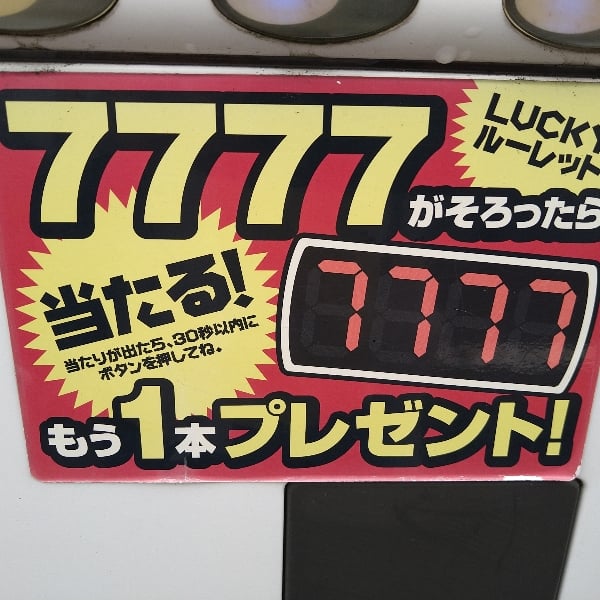 7777
LUCKY
ルーレット
がそろったら
当たる!
当たりが出たら、30秒以内に
ボタンを押してね。
7777
もう1本プレゼント!